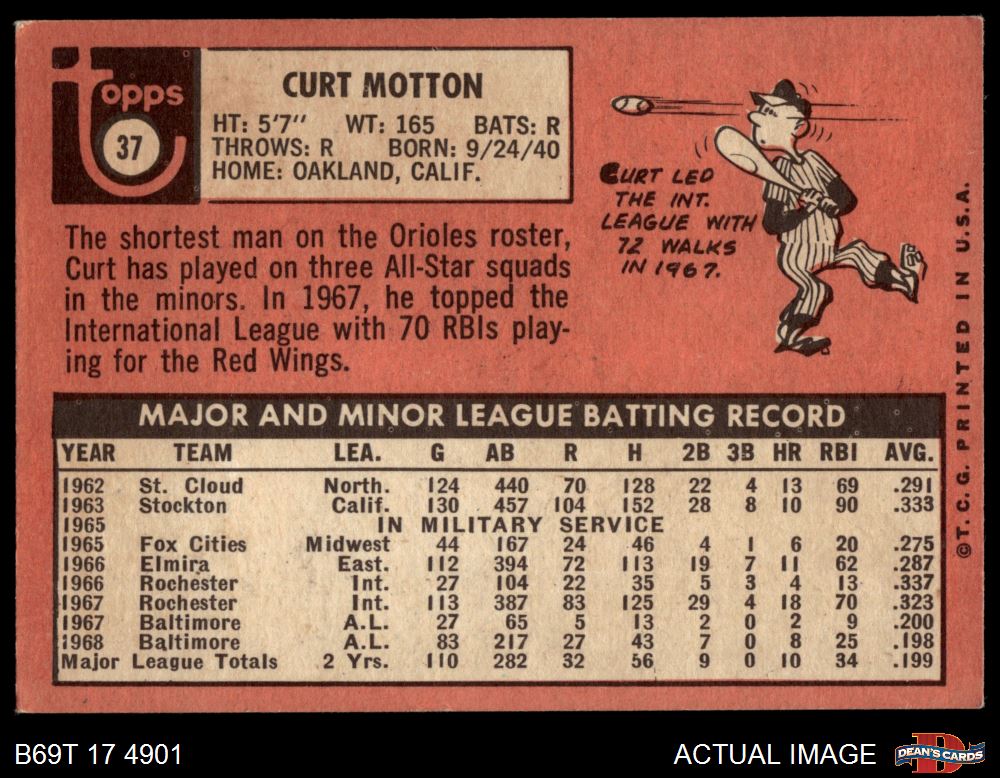 topps
37
CURT MOTTON
HT: 5'7" WT: 165 BATS: R
THROWS: R BORN: 9/24/40
HOME: OAKLAND, CALIF.
CURT LED
THE INT.
LEAGUE WITH
72 WALKS
IN 1967.
The shortest man on the Orioles roster,
Curt has played on three All-Star squads
in the minors. In 1967, he topped the
International League with 70 RBIs play-
ing for the Red Wings.
MAJOR AND MINOR LEAGUE BATTING RECORD
YEAR TEAM LEA. G AB R H 2B 3B HR RBI AVG.
1962 St. Cloud North. 124 440 70 128 22 4 13 69 .291
1963 Stockton Calif. 130 457 104 152 28 8 10 90 .333
1965 IN MILITARY SERVICE
1965 Fox Cities Midwest 44 167 24 46 4 1 6 20 .275
1966 Elmira East. 112 394 72 113 19 7 11 62 .287
1966 Rochester Int. 27 104 22 35 5 3 4 13 .337
1967 Rochester Int. 113 387 83 125 29 4 18 70 .323
1967 Baltimore A.L. 27 65 5 13 2 0 2 9 .200
1968 Baltimore A.L. 83 217 27 43 7 0 8 25 .198
Major League Totals 2 Yrs. 110 282 32 56 9 0 10 34 .199
©T.C.G. PRINTED IN U.S.A.
B69T 17 4901
ACTUAL IMAGE
D
DEAN'S CARDS